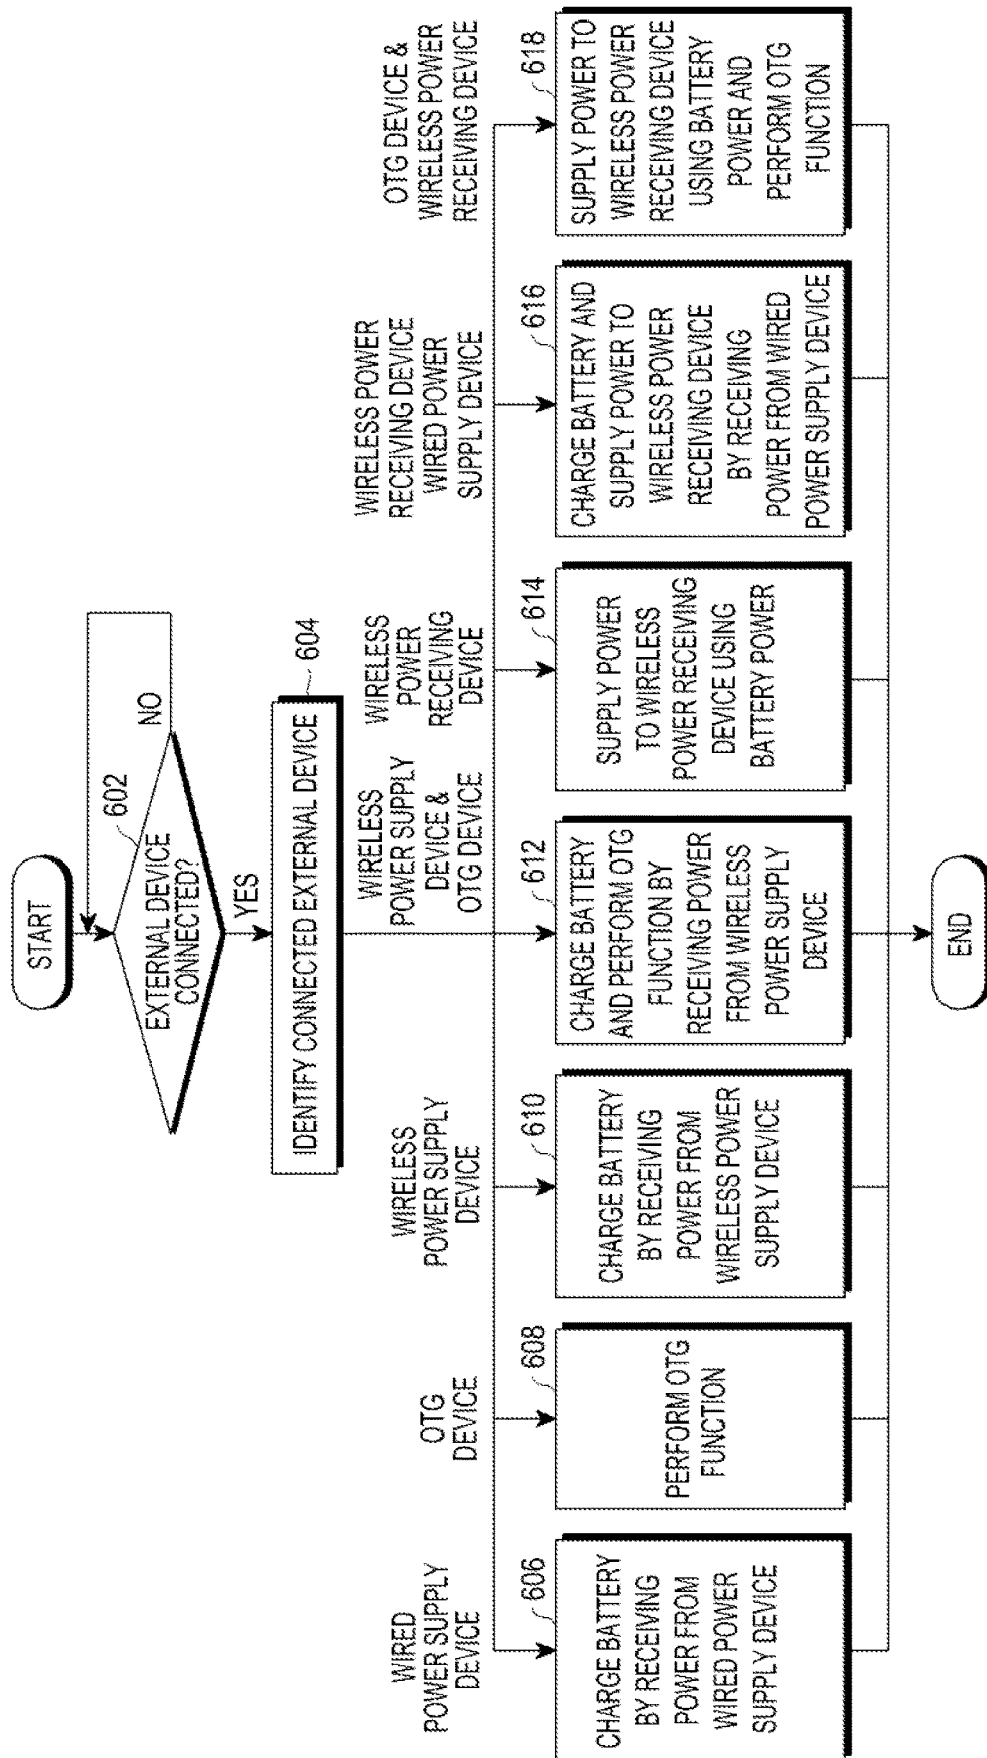 START
602
EXTERNAL DEVICE
CONNECTED?
NO
YES
604
IDENTIFY CONNECTED EXTERNAL DEVICE
WIRED
POWER SUPPLY
DEVICE
606
CHARGE BATTERY
BY RECEIVING
POWER FROM
WIRED POWER
SUPPLY DEVICE
OTG
DEVICE
608
PERFORM OTG
FUNCTION
WIRELESS
POWER SUPPLY
DEVICE
610
CHARGE BATTERY
BY RECEIVING
POWER FROM
WIRELESS POWER
SUPPLY DEVICE
WIRELESS
POWER SUPPLY
DEVICE &
OTG DEVICE
612
CHARGE BATTERY
AND PERFORM OTG
FUNCTION BY
RECEIVING POWER
FROM WIRELESS
POWER SUPPLY
DEVICE
WIRELESS
POWER
RECEIVING
DEVICE
614
SUPPLY POWER
TO WIRELESS
POWER RECEIVING
DEVICE USING
BATTERY POWER
WIRELESS POWER
RECEIVING DEVICE
WIRED POWER
SUPPLY DEVICE
616
CHARGE BATTERY AND
SUPPLY POWER TO
WIRELESS POWER
RECEIVING DEVICE
BY RECEIVING
POWER FROM WIRED
POWER SUPPLY DEVICE
OTG DEVICE &
WIRELESS POWER
RECEIVING DEVICE
618
SUPPLY POWER TO
WIRELESS POWER
RECEIVING DEVICE
USING BATTERY
POWER AND
PERFORM OTG
FUNCTION
END